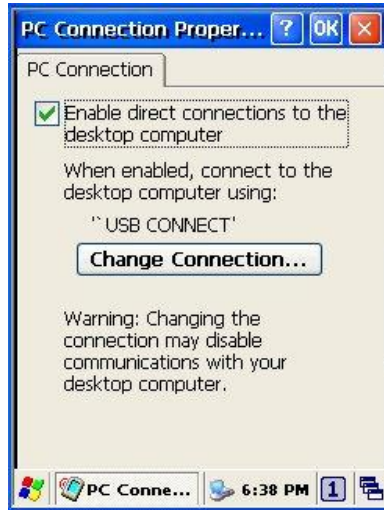 PC Connection Proper... ? OK
PC Connection
Enable direct connections to the
desktop computer
When enabled, connect to the
desktop computer using:
'`USB CONNECT'
Change Connection...
Warning: Changing the
connection may disable
communications with your
desktop computer.
PC Conne... 6:38 PM 1